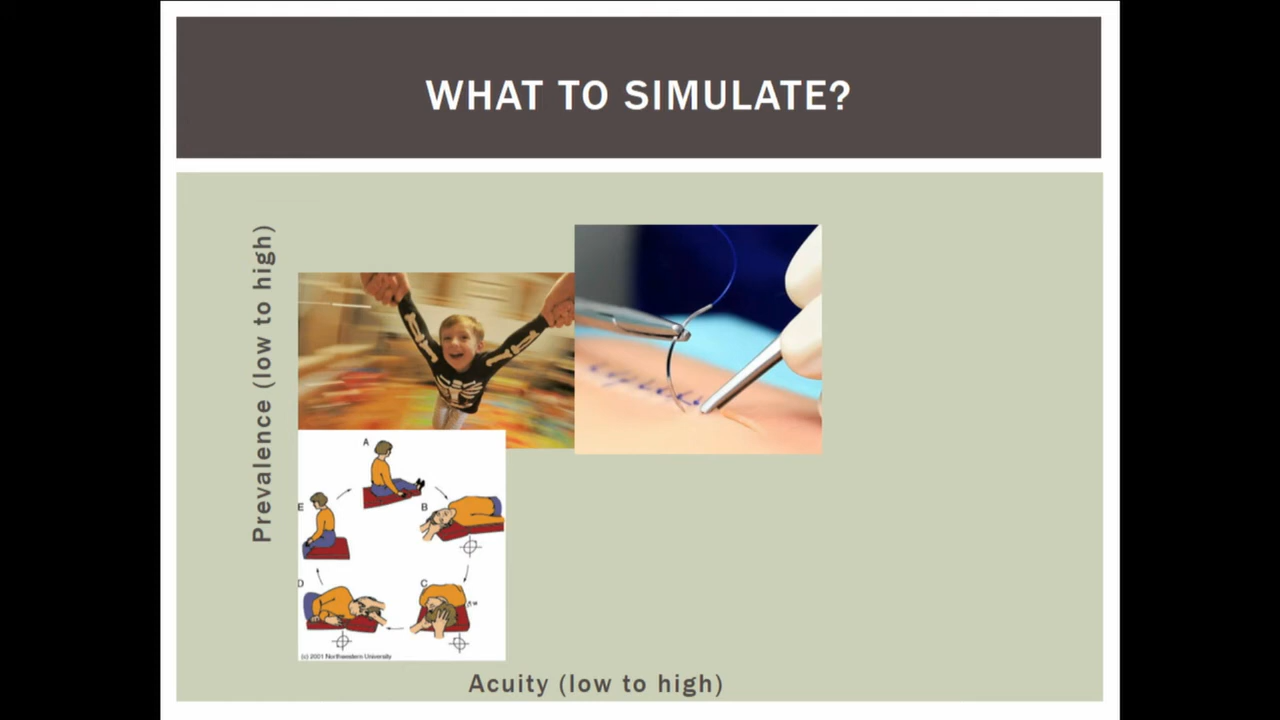 WHAT TO SIMULATE?
Prevalence (low to high)
A
B
C
D
E
(c) 2001 Northwestern University
Acuity (low to high)